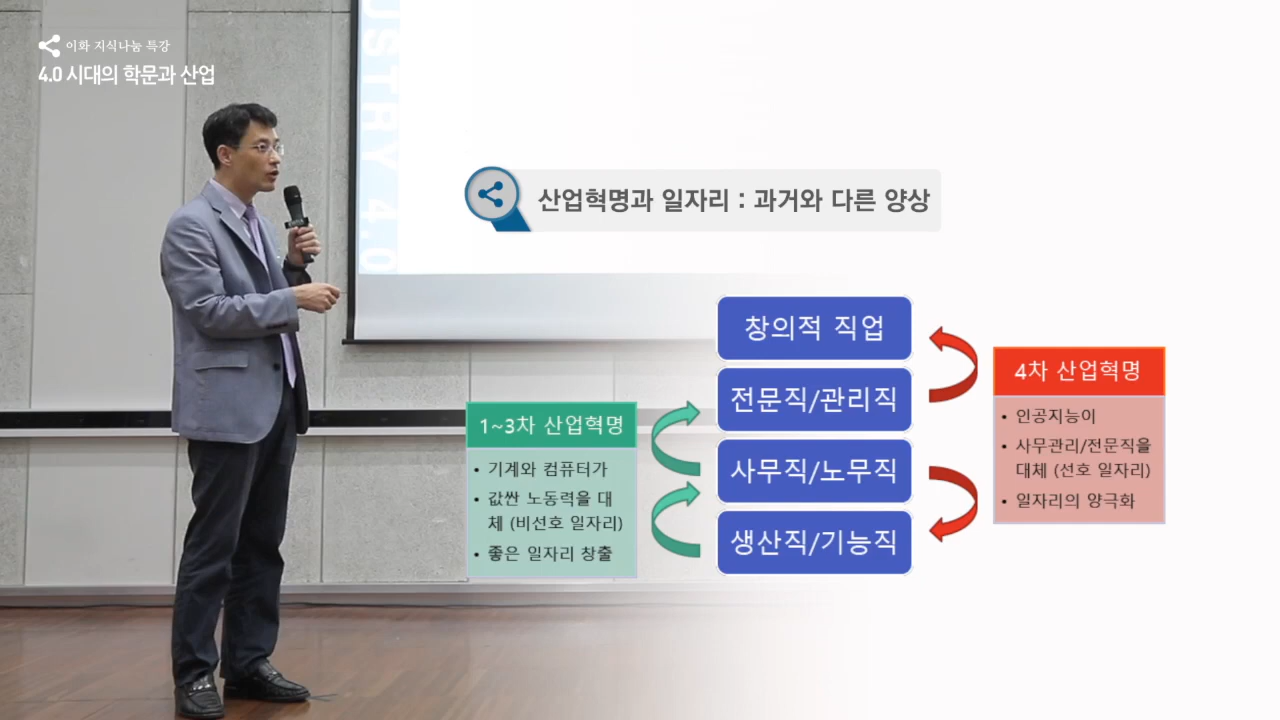 이화 지식나눔 특강
4.0 시대의 학문과 산업
USTRY 4.0
산업혁명과 일자리 : 과거와 다른 양상
창의적 직업
전문직/관리직
사무직/노무직
생산직/기능직
1~3차 산업혁명
• 기계와 컴퓨터가
• 값싼 노동력을 대
체 (비선호 일자리)
• 좋은 일자리 창출
4차 산업혁명
• 인공지능이
• 사무관리/전문직을
대체 (선호 일자리)
• 일자리의 양극화